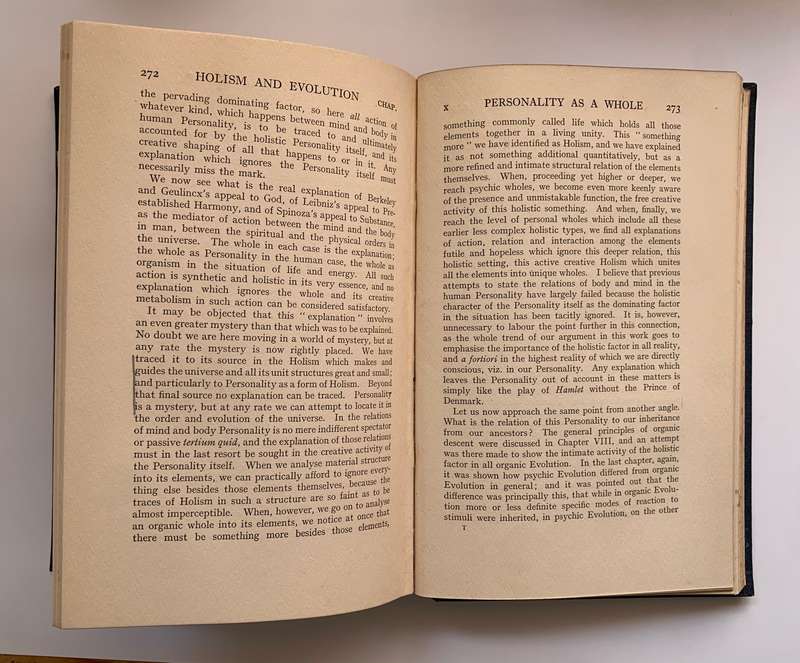 272 HOLISM AND EVOLUTION CHAP.
the pervading dominating factor, so here all action of
whatever kind, which happens between mind and body in
human Personality, is to be traced to and ultimately
accounted for by the holistic Personality itself, and its
creative shaping of all that happens to or in it. Any
explanation which ignores the Personality itself must
necessarily miss the mark.
We now see what is the real explanation of Berkeley
and Geulincx's appeal to God, of Leibniz's appeal to Pre-
established Harmony, and of Spinoza's appeal to Substance,
as the mediator of action between the mind and the body
in man, between the spiritual and the physical orders in
the universe. The whole in each case is the explanation;
the whole as Personality in the human case, the whole as
organism in the situation of life and energy. All such
action is synthetic and holistic in its very essence, and no
explanation which ignores the whole and its creative
metabolism in such action can be considered satisfactory.
It may be objected that this "explanation" involves
an even greater mystery than that which was to be explained.
No doubt we are here moving in a world of mystery, but at
any rate the mystery is now rightly placed. We have
traced it to its source in the Holism which makes and
guides the universe and all its unit structures great and small;
and particularly to Personality as a form of Holism. Beyond
that final source no explanation can be traced. Personality
is a mystery, but at any rate we can attempt to locate it in
the order and evolution of the universe. In the relations
of mind and body Personality is no mere indifferent spectator
or passive tertium quid, and the explanation of those relations
must in the last resort be sought in the creative activity of
the Personality itself. When we analyse material structure
into its elements, we can practically afford to ignore every-
thing else besides those elements themselves, because the
traces of Holism in such a structure are so faint as to be
almost imperceptible. When, however, we go on to analyse
an organic whole into its elements, we notice at once that
there must be something more besides those elements,
X PERSONALITY AS A WHOLE 273
something commonly called life which holds all those
elements together in a living unity. This "something
more" we have identified as Holism, and we have explained
it as not something additional quantitatively, but as a
more refined and intimate structural relation of the elements
themselves. When, proceeding yet higher or deeper, we
reach psychic wholes, we become even more keenly aware
of the presence and unmistakable function, the free creative
activity of this holistic something. And when, finally, we
reach the level of personal wholes which include all these
earlier less complex holistic types, we find all explanations
of action, relation and interaction among the elements
futile and hopeless which ignore this deeper relation, this
holistic setting, this active creative Holism which unites
all the elements into unique wholes. I believe that previous
attempts to state the relations of body and mind in the
human Personality have largely failed because the holistic
character of the Personality itself as the dominating factor
in the situation has been tacitly ignored. It is, however,
unnecessary to labour the point further in this connection,
as the whole trend of our argument in this work goes to
emphasise the importance of the holistic factor in all reality,
and a fortiori in the highest reality of which we are directly
conscious, viz. in our Personality. Any explanation which
leaves the Personality out of account in these matters is
simply like the play of Hamlet without the Prince of
Denmark.
Let us now approach the same point from another angle.
What is the relation of this Personality to our inheritance
from our ancestors? The general principles of organic
descent were discussed in Chapter VIII, and an attempt
was there made to show the intimate activity of the holistic
factor in all organic Evolution. In the last chapter, again,
it was shown how psychic Evolution differed from organic
Evolution in general; and it was pointed out that the
difference was principally this, that while in organic Evolu-
tion more or less definite specific modes of reaction to
stimuli were inherited, in psychic Evolution, on the other
T